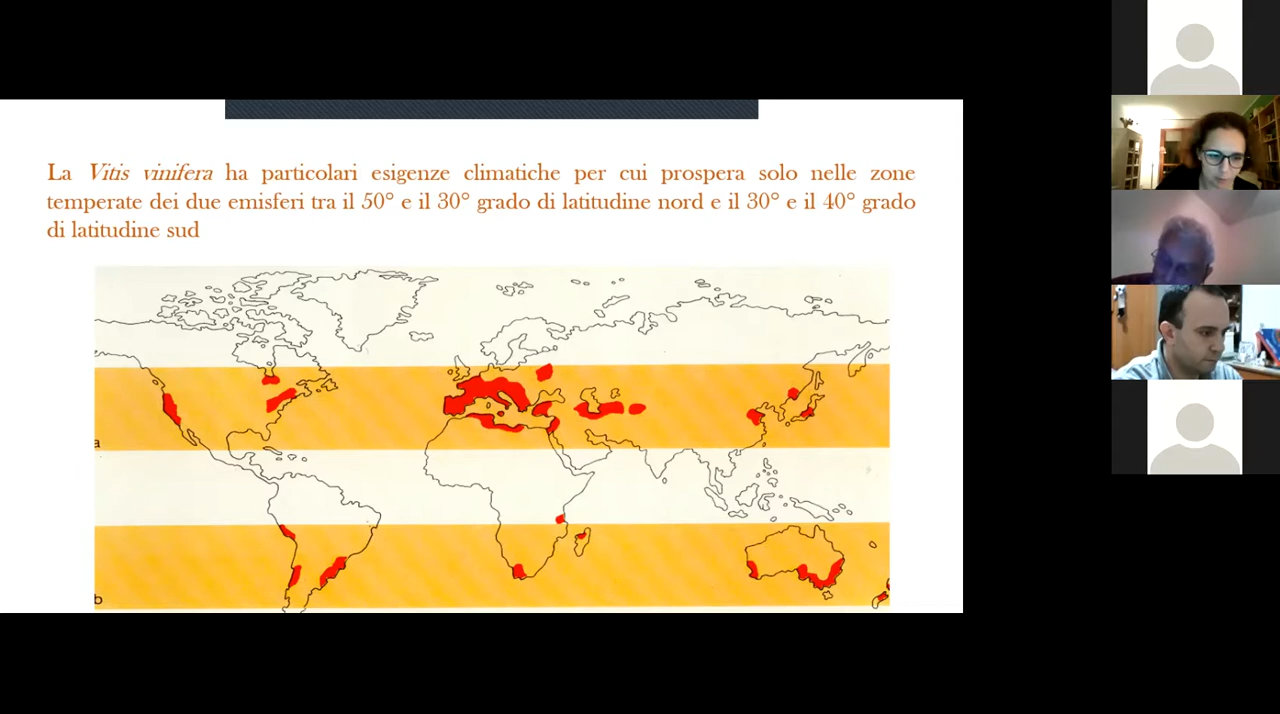 La Vitis vinifera ha particolari esigenze climatiche per cui prospera solo nelle zone
temperate dei due emisferi tra il 50° e il 30° grado di latitudine nord e il 30° e il 40° grado
di latitudine sud
a
b